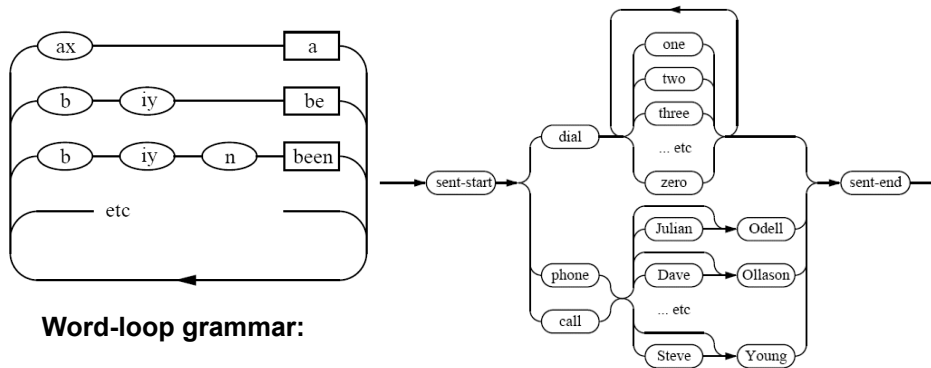 ax a
b iy be
b iy n been
etc
Word-loop grammar:
sent-start
dial
one
two
three
... etc
zero
phone
call
Julian Odell
Dave Ollason
... etc
Steve Young
sent-end